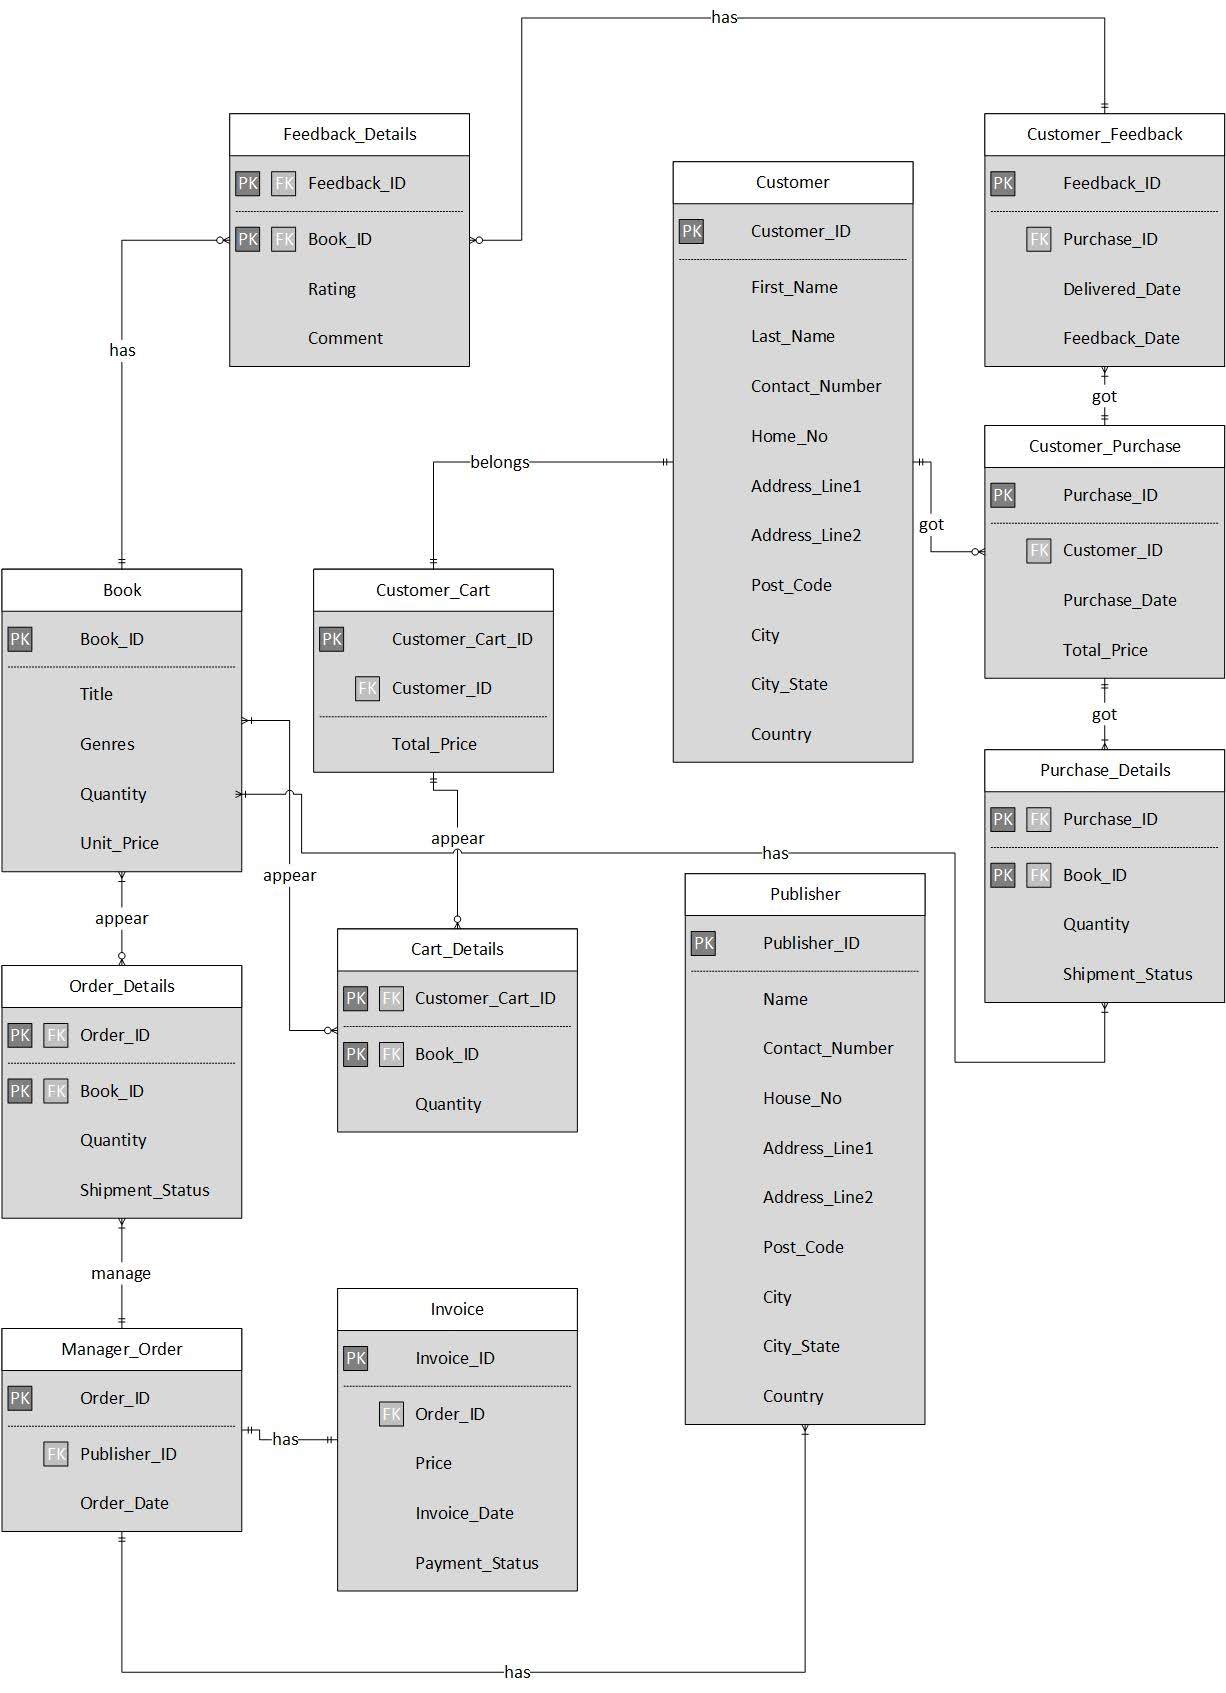 has
Feedback_Details
PK FK Feedback_ID
PK FK Book_ID
Rating
Comment
Customer_Feedback
PK Feedback_ID
FK Purchase_ID
Delivered_Date
Feedback_Date
Customer
PK Customer_ID
First_Name
Last_Name
Contact_Number
Home_No
Address_Line1
Address_Line2
Post_Code
City
City_State
Country
has
got
belongs
got
Customer_Purchase
PK Purchase_ID
FK Customer_ID
Purchase_Date
Total_Price
Book
PK Book_ID
Title
Genres
Quantity
Unit_Price
Customer_Cart
PK Customer_Cart_ID
FK Customer_ID
Total_Price
got
Purchase_Details
PK FK Purchase_ID
PK FK Book_ID
Quantity
Shipment_Status
appear
has
appear
appear
Publisher
PK Publisher_ID
Name
Contact_Number
House_No
Address_Line1
Address_Line2
Post_Code
City
City_State
Country
Cart_Details
PK FK Customer_Cart_ID
PK FK Book_ID
Quantity
Order_Details
PK FK Order_ID
PK FK Book_ID
Quantity
Shipment_Status
manage
Manager_Order
PK Order_ID
FK Publisher_ID
Order_Date
has
Invoice
PK Invoice_ID
FK Order_ID
Price
Invoice_Date
Payment_Status
has